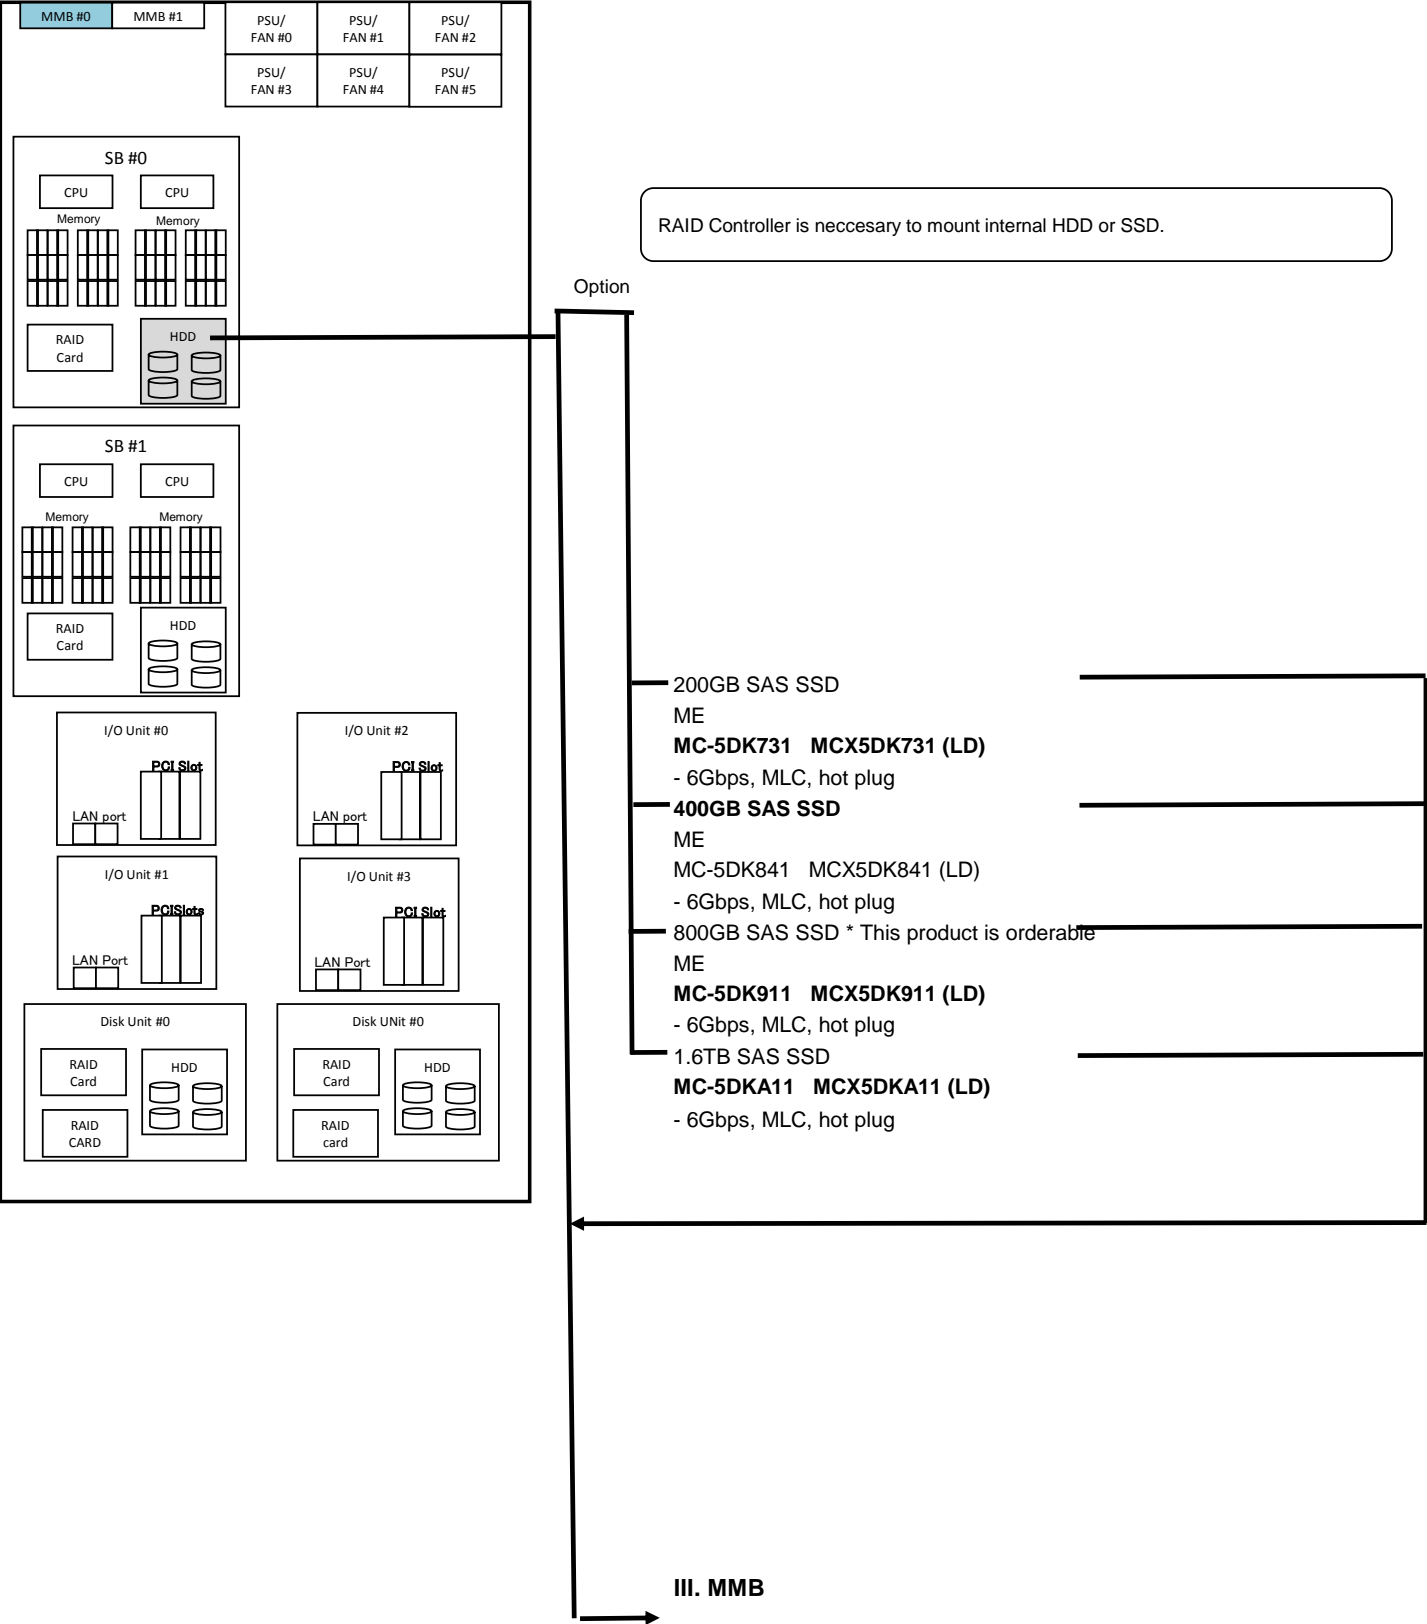 MMB #0 MMB #1
PSU/ PSU/ PSU/
FAN #0 FAN #1 FAN #2
PSU/ PSU/ PSU/
FAN #3 FAN #4 FAN #5
SB #0
CPU CPU
Memory Memory
RAID
Card
HDD
SB #1
CPU CPU
Memory Memory
RAID
Card
HDD
I/O Unit #0
PCI Slot
LAN port
I/O Unit #2
PCI Slot
LAN port
I/O Unit #1
PCISlots
LAN Port
I/O Unit #3
PCI Slot
LAN Port
Disk Unit #0
RAID
Card
HDD
RAID
CARD
Disk UNit #0
RAID
Card
HDD
RAID
card
RAID Controller is neccesary to mount internal HDD or SSD.
Option
200GB SAS SSD
ME
MC-5DK731 MCX5DK731 (LD)
- 6Gbps, MLC, hot plug
400GB SAS SSD
ME
MC-5DK841 MCX5DK841 (LD)
- 6Gbps, MLC, hot plug
800GB SAS SSD * This product is orderable
ME
MC-5DK911 MCX5DK911 (LD)
- 6Gbps, MLC, hot plug
1.6TB SAS SSD
MC-5DKA11 MCX5DKA11 (LD)
- 6Gbps, MLC, hot plug
III. MMB